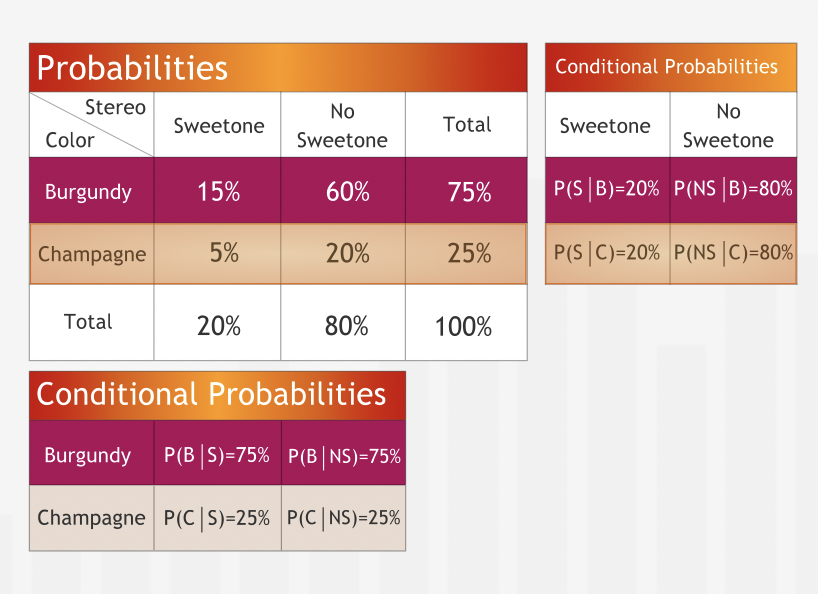 Probabilities
Stereo
Color
Sweetone
No
Sweetone
Total
Burgundy 15% 60% 75%
Champagne 5% 20% 25%
Total 20% 80% 100%
Conditional Probabilities
Sweetone
No
Sweetone
P(S|B)=20% P(NS|B)=80%
P(S|C)=20% P(NS|C)=80%
Conditional Probabilities
Burgundy P(B|S)=75% P(B|NS)=75%
Champagne P(C|S)=25% P(C|NS)=25%